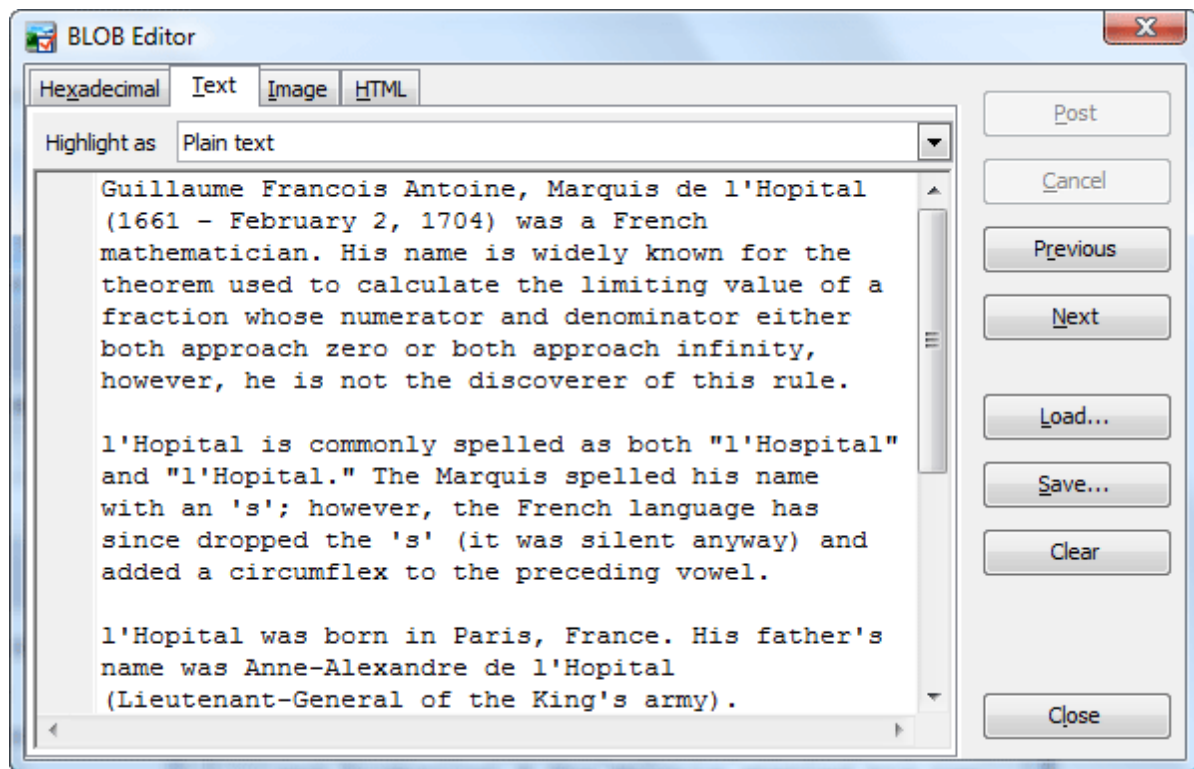 BLOB Editor
Hexadecimal Text Image HTML
Highlight as Plain text
Guillaume Francois Antoine, Marquis de l'Hopital
(1661 - February 2, 1704) was a French
mathematician. His name is widely known for the
theorem used to calculate the limiting value of a
fraction whose numerator and denominator either
both approach zero or both approach infinity,
however, he is not the discoverer of this rule.
l'Hopital is commonly spelled as both "l'Hospital"
and "l'Hopital." The Marquis spelled his name
with an 's'; however, the French language has
since dropped the 's' (it was silent anyway) and
added a circumflex to the preceding vowel.
l'Hopital was born in Paris, France. His father's
name was Anne-Alexandre de l'Hopital
(Lieutenant-General of the King's army).
Post
Cancel
Previous
Next
Load...
Save...
Clear
Close